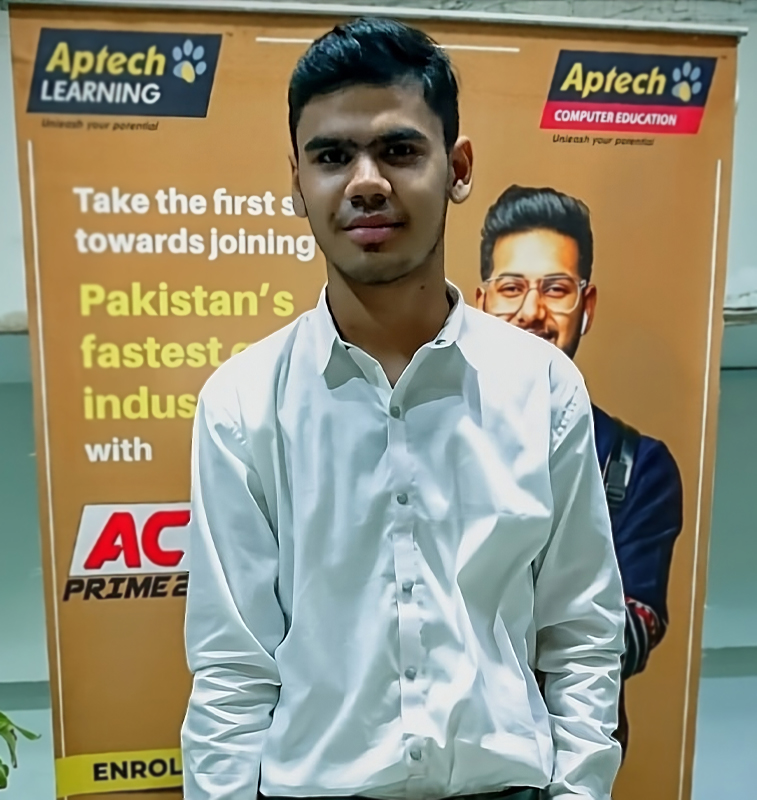 Aptech
LEARNING
Unleash your potential
Aptech
COMPUTER EDUCATION
Unleash your potential
Take the first s
towards joining
Pakistan's
fastest
indus
with
AC
PRIME 2
ENROL